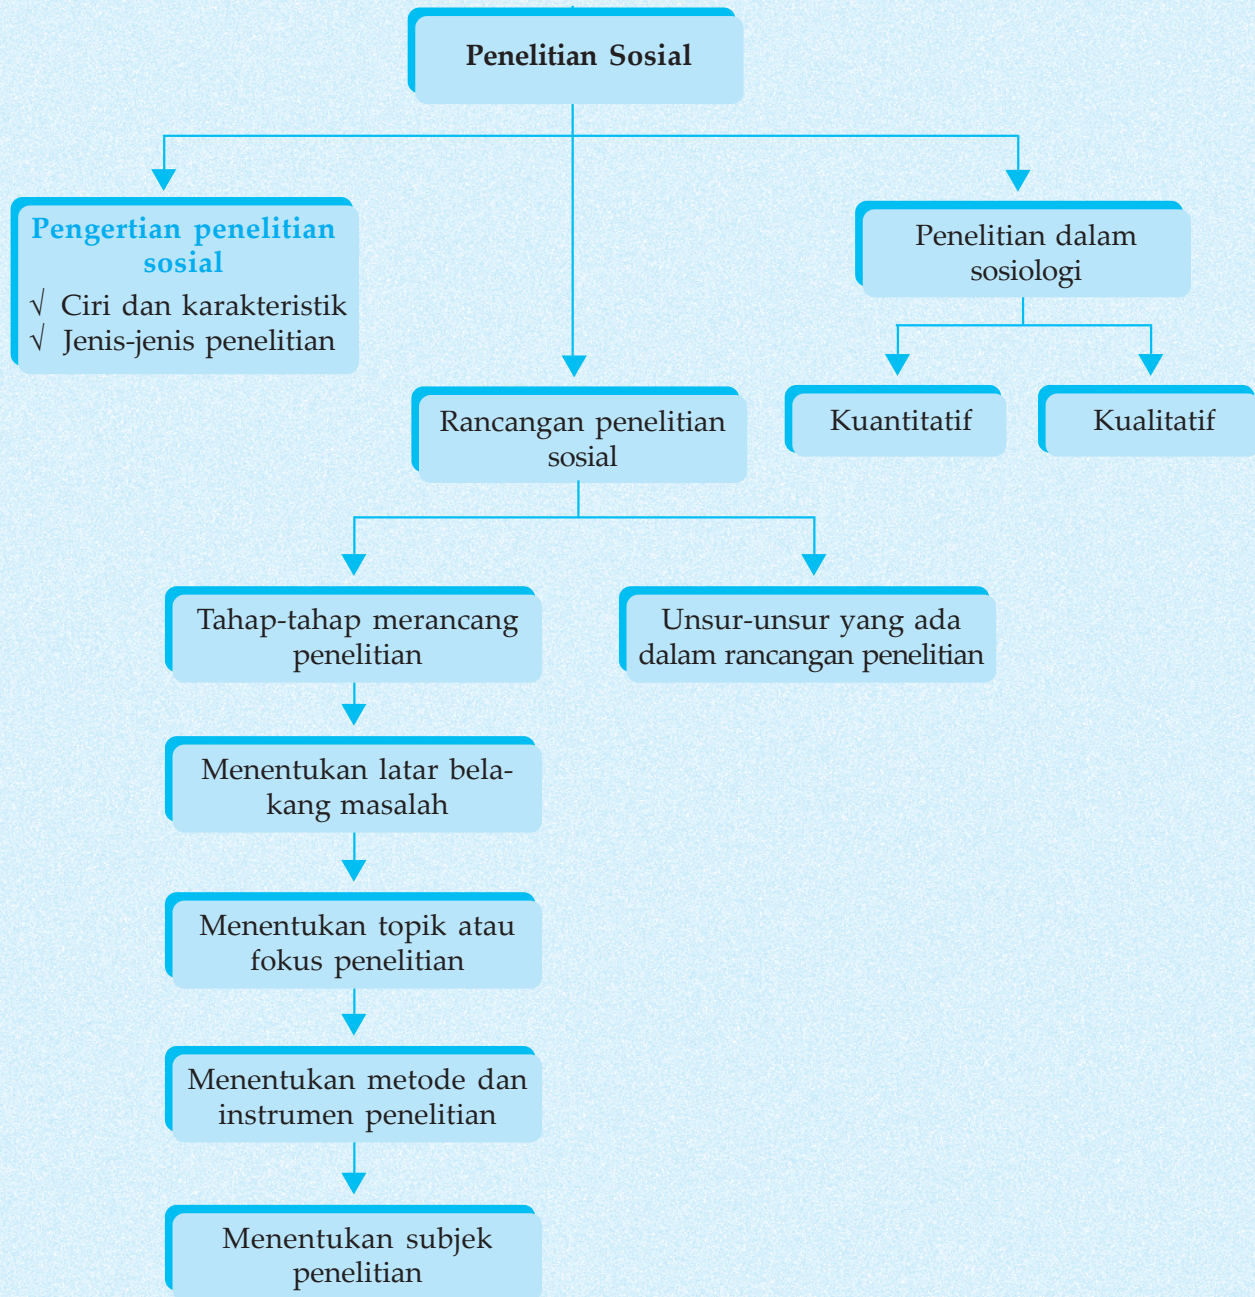 Penelitian Sosial
Pengertian penelitian
sosial
√ Ciri dan karakteristik
√ Jenis-jenis penelitian
Penelitian dalam
sosiologi
Kuantitatif
Kualitatif
Rancangan penelitian
sosial
Tahap-tahap merancang
penelitian
Unsur-unsur yang ada
dalam rancangan penelitian
Menentukan latar bela-
kang masalah
Menentukan topik atau
fokus penelitian
Menentukan metode dan
instrumen penelitian
Menentukan subjek
penelitian